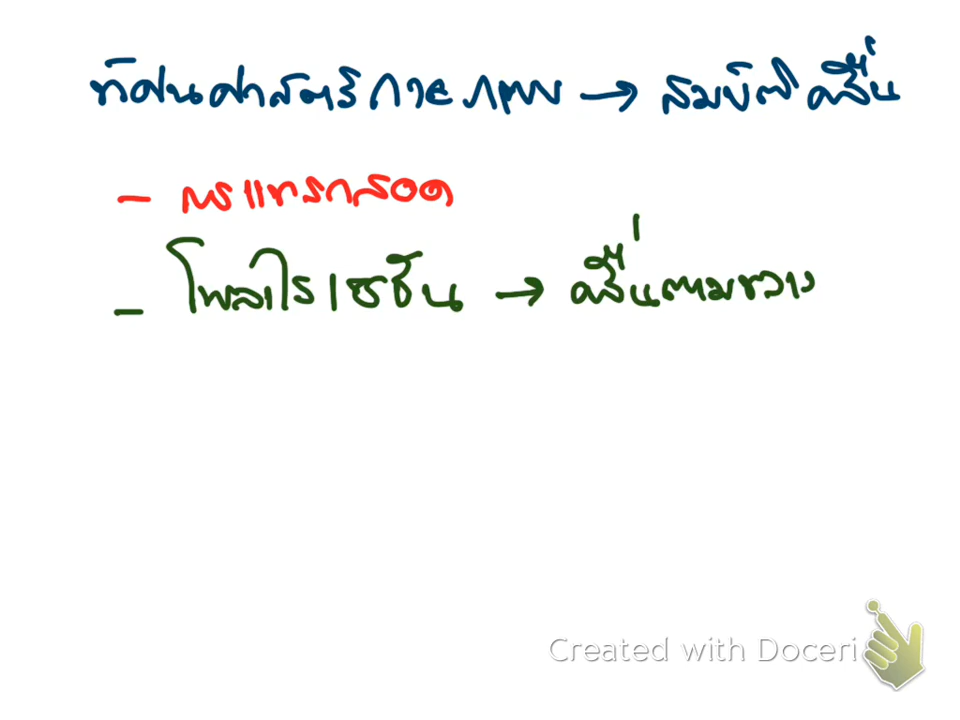 ทัศนศาสตร์กายภาพ → สมบัติคลื่น
- การแทรกสอด
- โพลาไรเซชัน → คลื่นตามขวาง
Created with Doceri